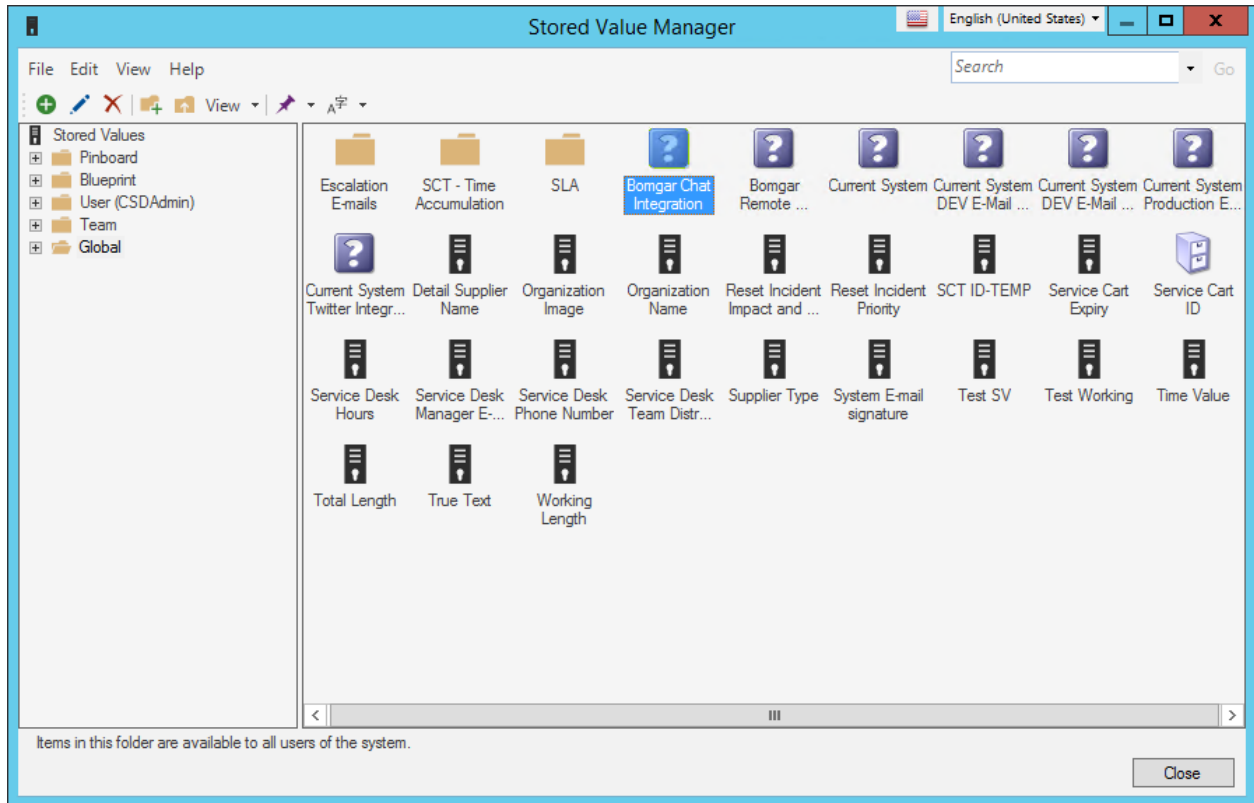 Stored Value Manager
English (United States)
File Edit View Help
Search
Go
View
A字
Stored Values
Pinboard
Blueprint
User (CSDAdmin)
Team
Global
Escalation
E-mails
SCT - Time
Accumulation
SLA
Bomgar Chat
Integration
Bomgar
Remote ...
Current System
Current System
DEV E-Mail ...
Current System
DEV E-Mail ...
Current System
Production E...
Current System
Twitter Integr...
Detail Supplier
Name
Organization
Image
Organization
Name
Reset Incident
Impact and ...
Reset Incident
Priority
SCT ID-TEMP
Service Cart
Expiry
Service Cart
ID
Service Desk
Hours
Service Desk
Manager E-...
Service Desk
Phone Number
Service Desk
Team Distr...
Supplier Type
System E-mail
signature
Test SV
Test Working
Time Value
Total Length
True Text
Working
Length
Items in this folder are available to all users of the system.
Close